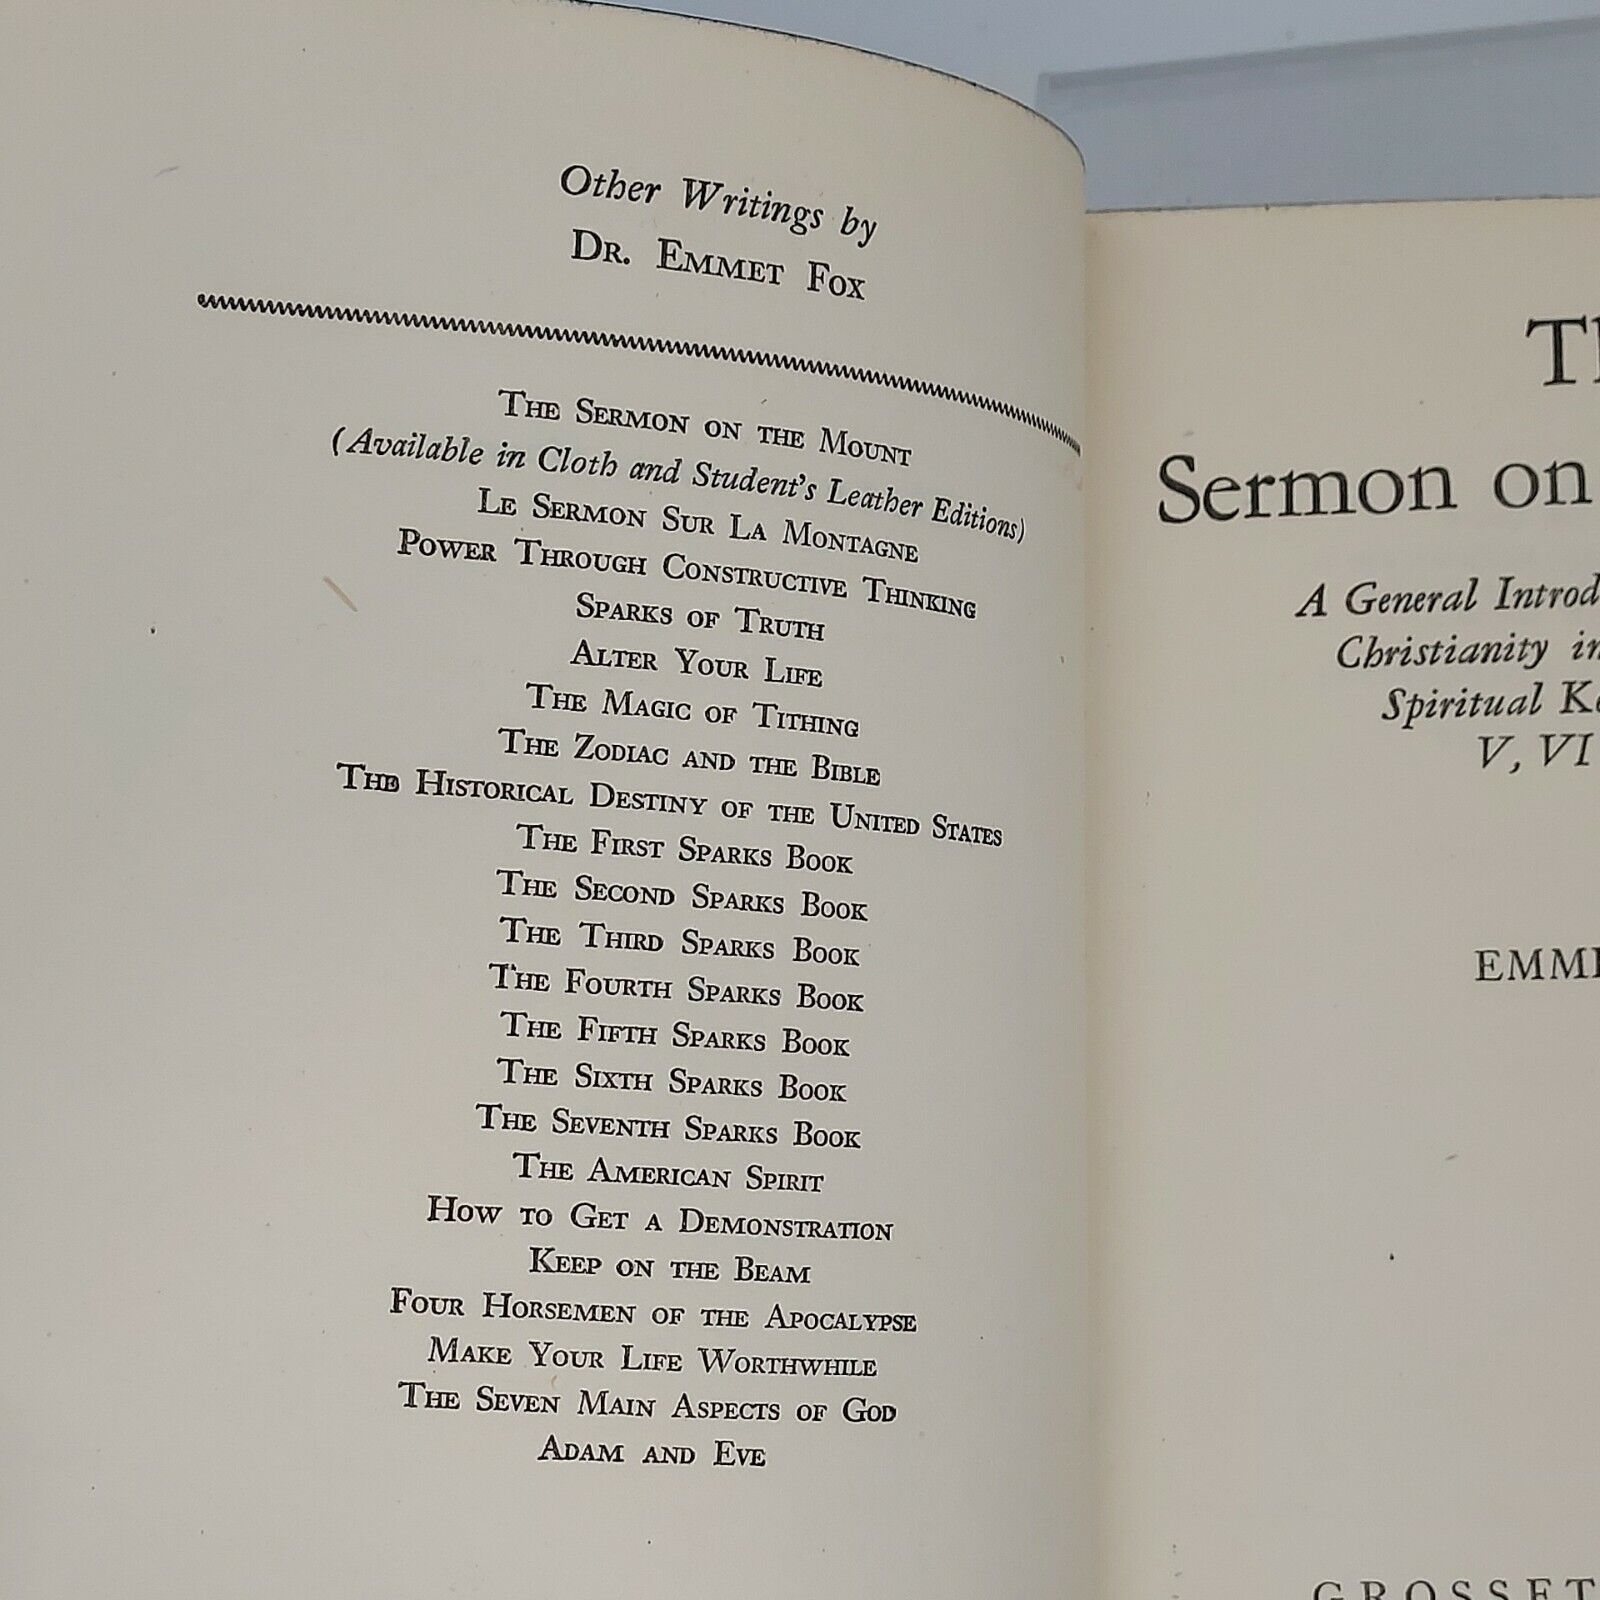 Other Writings by
DR. EMMET FOX
THE SERMON ON THE MOUNT
(Available in Cloth and Student's Leather Editions)
LE SERMON SUR LA MONTAGNE
POWER THROUGH CONSTRUCTIVE THINKING
SPARKS OF TRUTH
ALTER YOUR LIFE
THE MAGIC OF TITHING
THE ZODIAC AND THE BIBLE
THE HISTORICAL DESTINY OF THE UNITED STATES
THE FIRST SPARKS BOOK
THE SECOND SPARKS BOOK
THE THIRD SPARKS BOOK
THE FOURTH SPARKS BOOK
THE FIFTH SPARKS BOOK
THE SIXTH SPARKS BOOK
THE SEVENTH SPARKS BOOK
THE AMERICAN SPIRIT
HOW TO GET A DEMONSTRATION
KEEP ON THE BEAM
FOUR HORSEMEN OF THE APOCALYPSE
MAKE YOUR LIFE WORTHWHILE
THE SEVEN MAIN ASPECTS OF GOD
ADAM AND EVE
Sermon on
A General
Christianity
Spiritual
V, VI